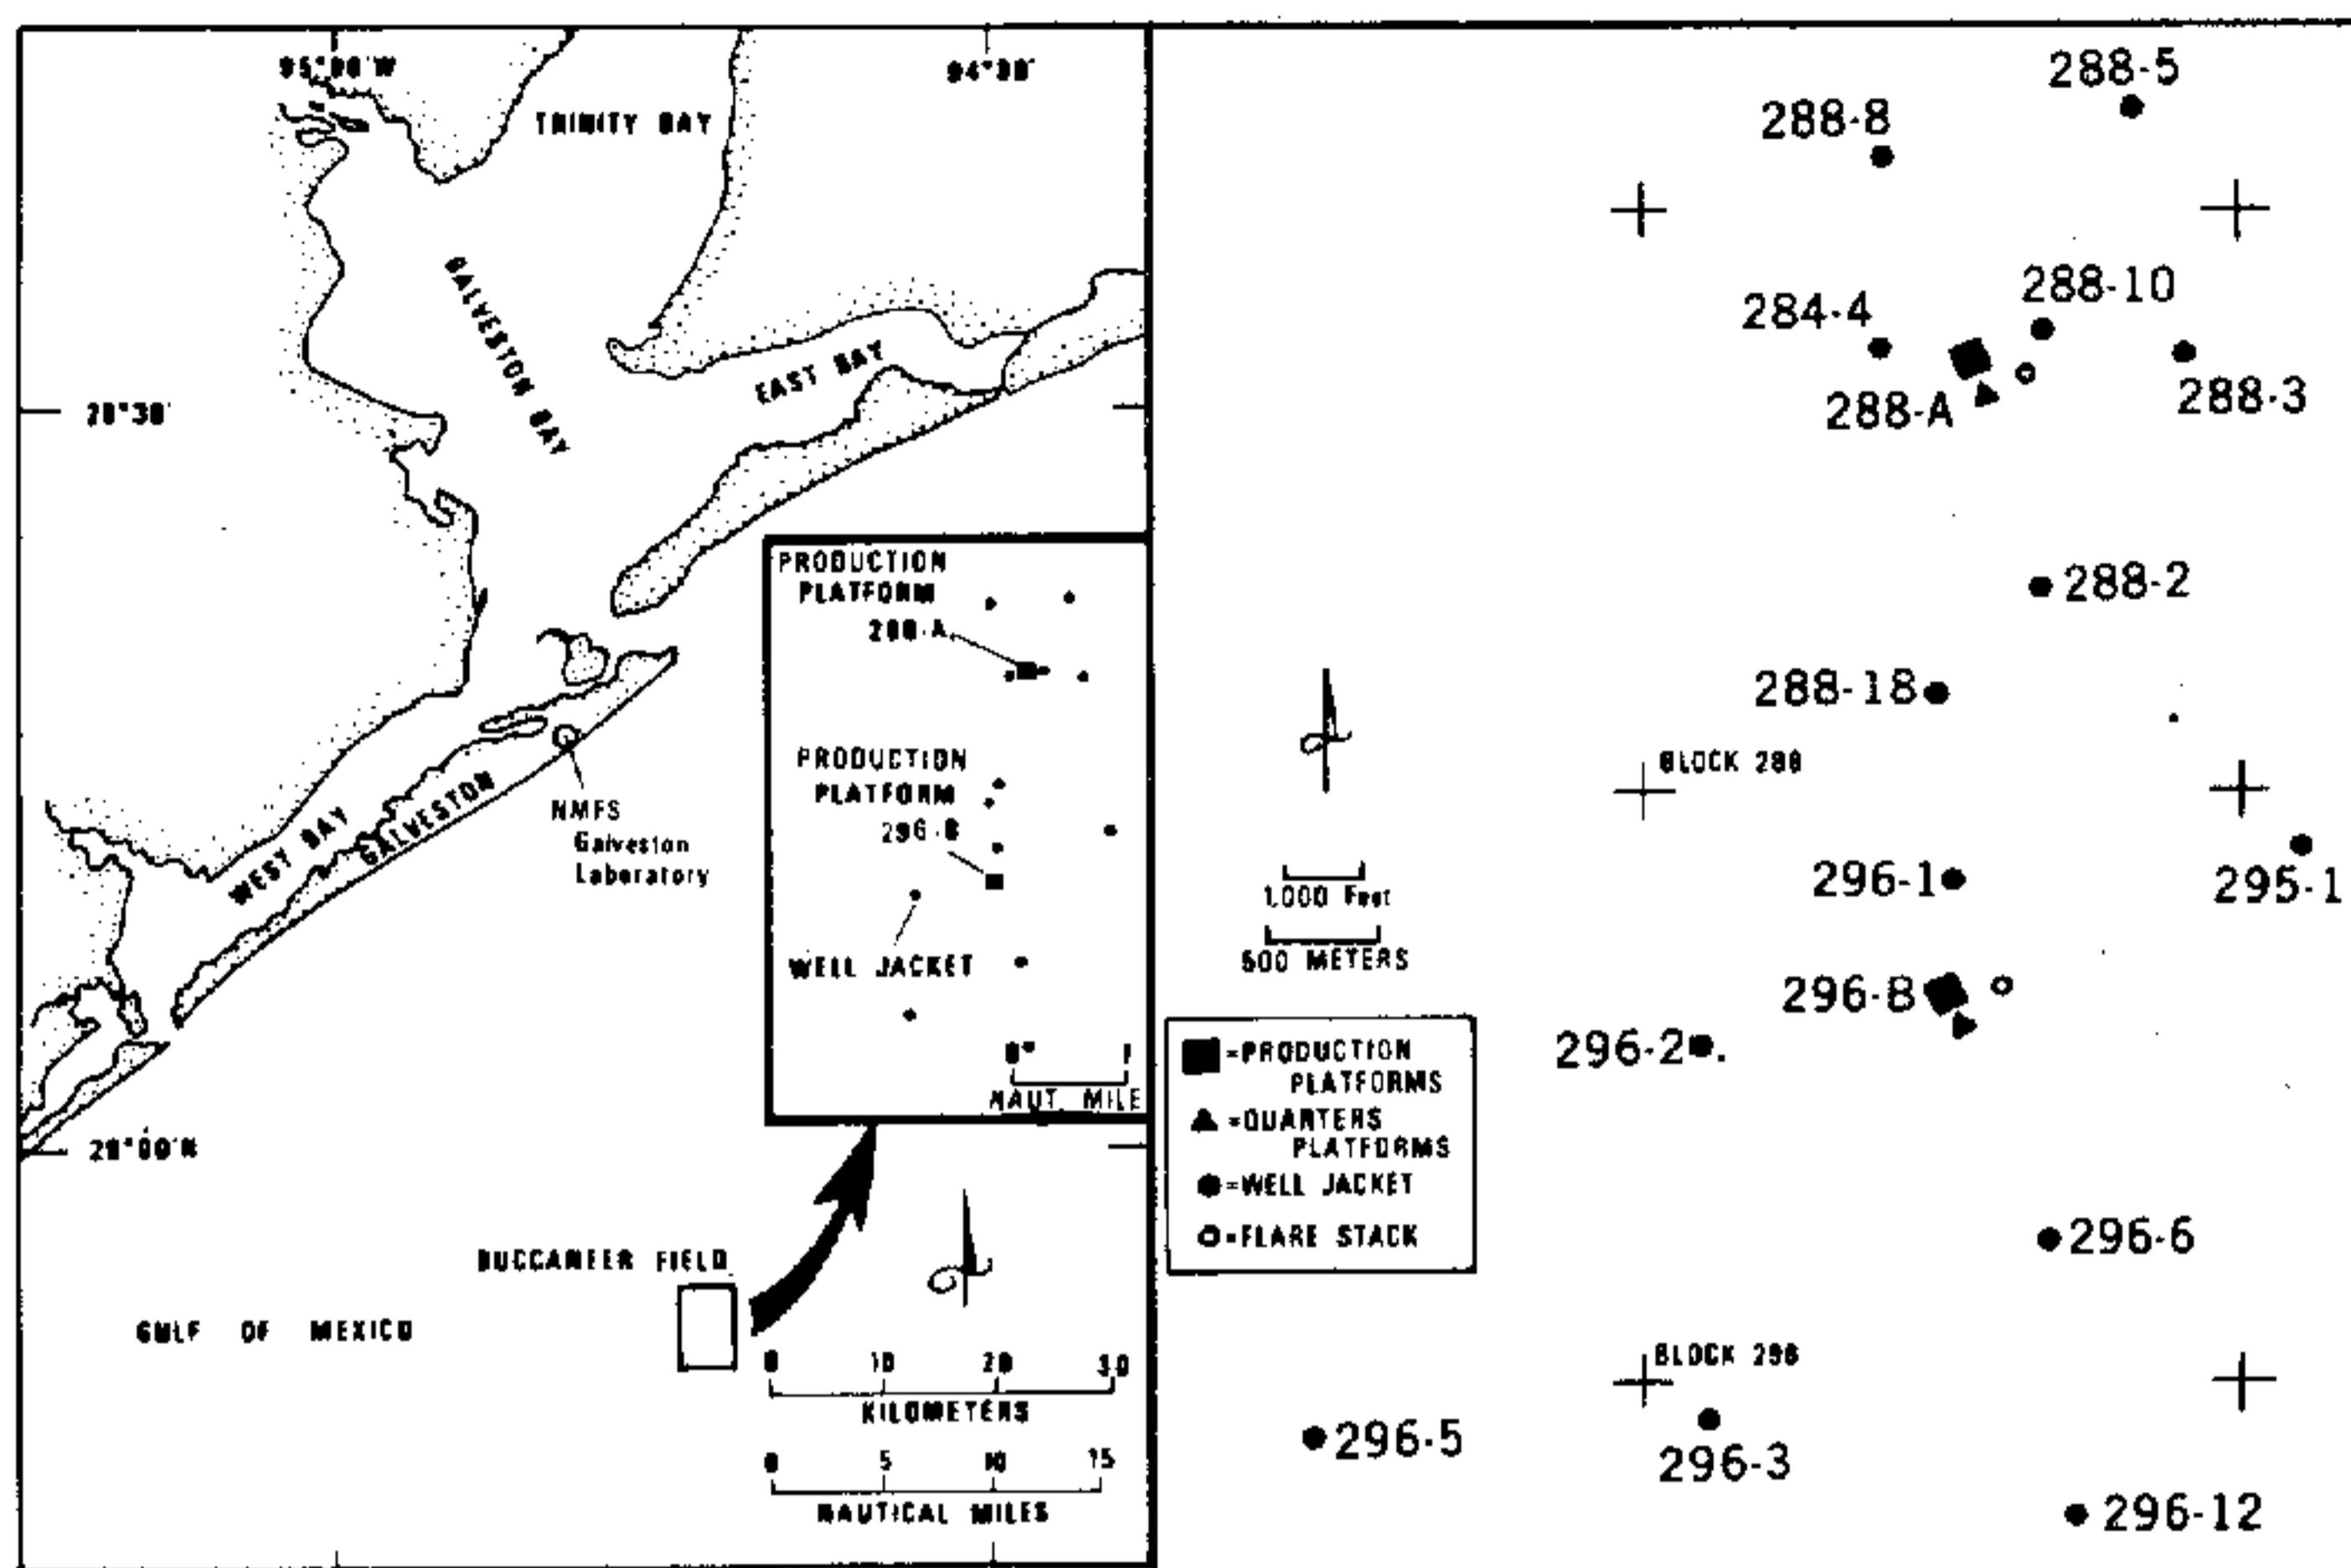 95°00'W
94°30'
TRINITY BAY
GALVESTON BAY
EAST BAY
WEST BAY
GALVESTON
NMFS
Galveston
Laboratory
PRODUCTION
PLATFORM
288-A
PRODUCTION
PLATFORM
296-B
WELL JACKET
0 1
NAUT. MILE
29°00'N
BUCCANEER FIELD
GULF OF MEXICO
0 10 20 30
KILOMETERS
0 5 10 15
NAUTICAL MILES
288-5
288-8
288-10
284-4
288-A
288-3
288-2
288-18
BLOCK 288
296-1
295-1
1,000 Feet
500 METERS
296-B
296-2
=PRODUCTION
PLATFORMS
=QUARTERS
PLATFORMS
=WELL JACKET
=FLARE STACK
296-6
BLOCK 296
296-5
296-3
296-12